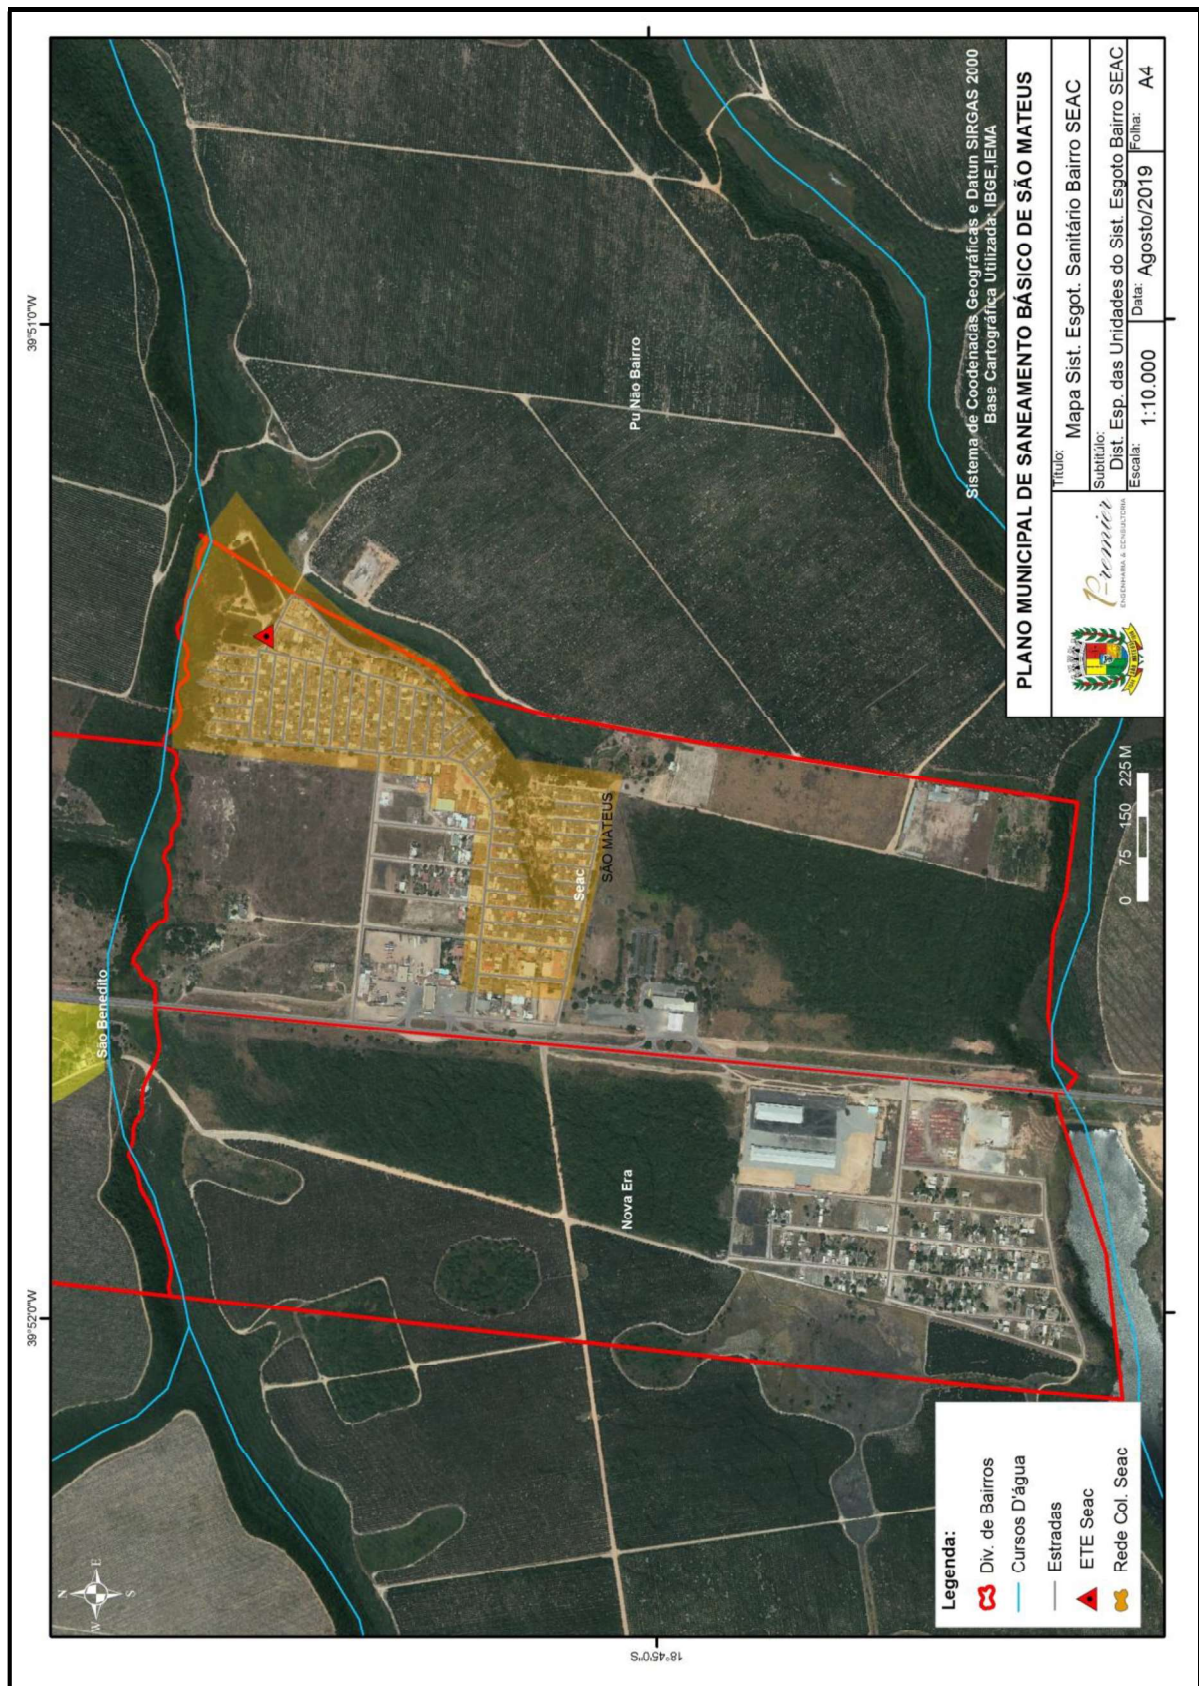 39°52'0"W
39°51'0"W
18°45'0"S
N
W
E
S
São Benedito
Nova Era
Seac
SÃO MATEUS
Pu Não Bairro
Sistema de Coodenadas Geográficas e Datun SIRGAS 2000
Base Cartográfica Utilizada: IBGE,IEMA
Legenda:
Div. de Bairros
Cursos D'água
Estradas
ETE Seac
Rede Col. Seac
0 75 150 225 M
PLANO MUNICIPAL DE SANEAMENTO BÁSICO DE SÃO MATEUS
Premier
ENGENHARIA & CONSULTORIA
Título:
Mapa Sist. Esgot. Sanitário Bairro SEAC
Subtitúlo:
Dist. Esp. das Unidades do Sist. Esgoto Bairro SEAC
Escala: 1:10.000
Data: Agosto/2019
Folha: A4